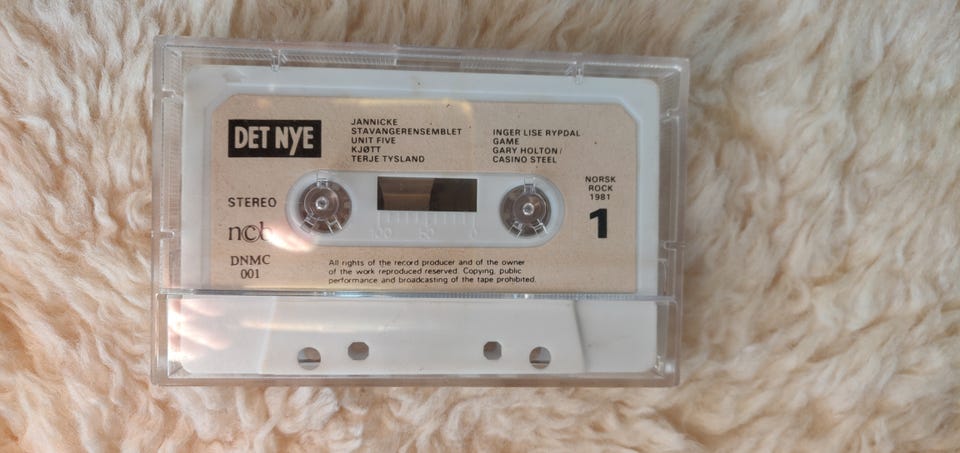 DET NYE
JANNICKE
STAVANGERENSEMBLET
UNIT FIVE
KJØTT
TERJE TYSLAND
INGER LISE RYPDAL
GAME
GARY HOLTON/
CASINO STEEL
NORSK
ROCK
1981
1
STEREO
n©b
DNMC
001
100 50 0
All rights of the record producer and of the owner
of the work reproduced reserved. Copying, public
performance and broadcasting of the tape prohibited.